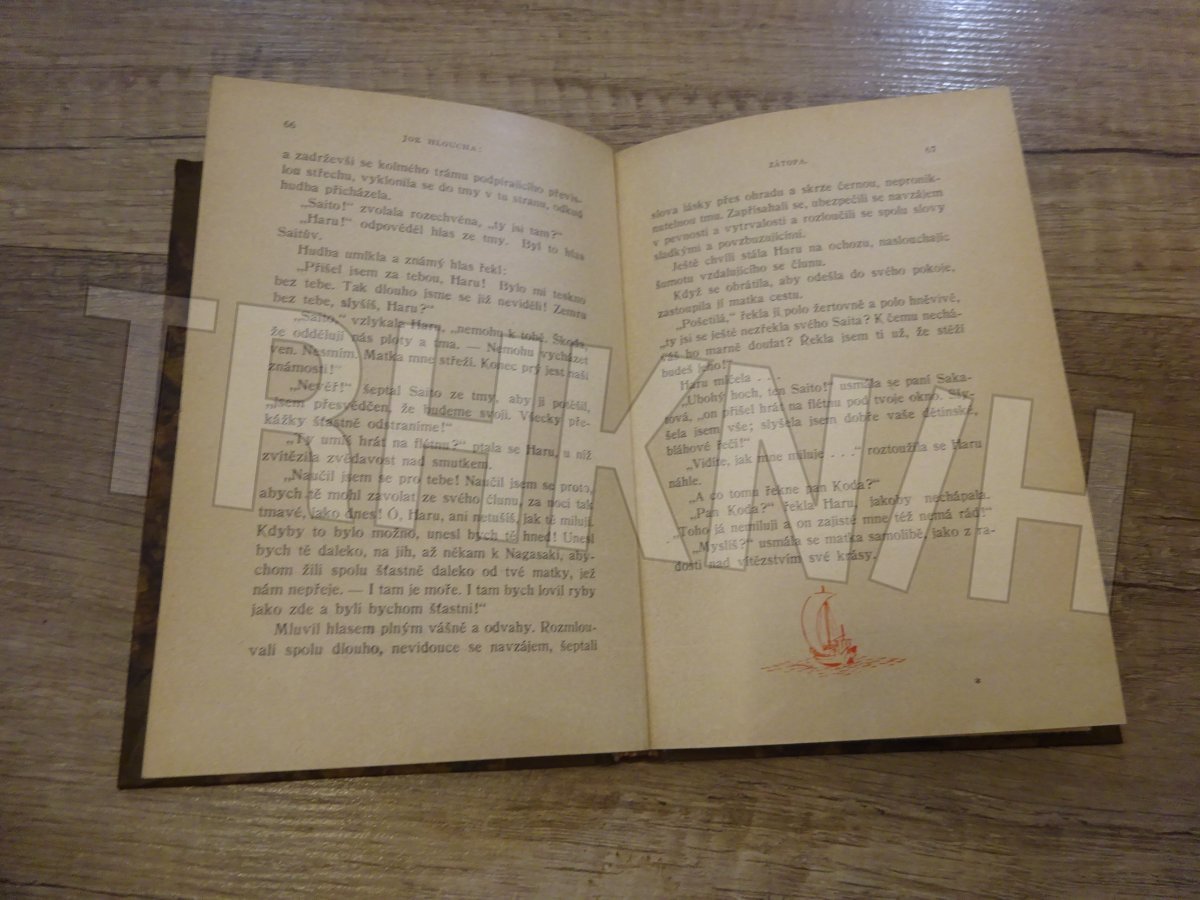 66
JOE HLOUCHA:
a zadrževši se kolmého trámu podpírajícího převis-
lou střechu, vyklonila se do tmy v tu stranu, odkud
hudba přicházela.
„Saito!“ zvolala rozechvěna, „ty jsi tam?“
„Haru!“ odpověděl hlas ze tmy. Byl to hlas
Saitův.
Hudba umlkla a známý hlas řekl:
„Přišel jsem za tebou, Haru! Bylo mi teskno
bez tebe. Tak dlouho jsme se již neviděli! Zemru
bez tebe, slyšíš, Haru?“
„Saito,“ vzlykala Haru, „nemohu k tobě. Škoda,
že oddělují nás ploty a tma. — Nemohu vycházet
ven. Nesmím. Matka mne střeží. Konec prý jest naší
známosti!“
„Nevěř!“ šeptal Saito ze tmy, aby ji potěšil,
„jsem přesvědčen, že budeme svoji. Všecky pře-
kážky šťastně odstraníme!“
„Ty umíš hrát na flétnu?“ ptala se Haru, u níž
zvítězila zvědavost nad smutkem.
„Naučil jsem se pro tebe! Naučil jsem se proto,
abych tě mohl zavolat ze svého člunu, za noci tak
tmavé, jako dnes! Ó, Haru, ani netušíš, jak tě miluji.
Kdyby to bylo možno, unesl bych tě hned! Unesl
bych tě daleko, na jih, až někam k Nagasaki, aby-
chom žili spolu šťastně daleko od tvé matky, jež
nám nepřeje. — I tam je moře. I tam bych lovil ryby
jako zde a byli bychom šťastni!“
Mluvil hlasem plným vášně a odvahy. Rozmlou-
vali spolu dlouho, nevidouce se navzájem, šeptali
ZÁTOPA.
67
slova lásky přes ohradu a skrze černou, nepronik-
nutelnou tmu. Zapřísahali se, ubezpečili se navzájem
v pevnosti a vytrvalosti a rozloučili se spolu slovy
sladkými a povzbuzujícími.
Ještě chvíli stála Haru na ochozu, naslouchajíc
šumotu vzdalujícího se člunu.
Když se obrátila, aby odešla do svého pokoje,
zastoupila jí matka cestu.
„Pošetilá,“ řekla jí polo žertovně a polo hněvivě,
„ty jsi se ještě nezřekla svého Saita? K čemu nechá-
váš ho marně doufat? Řekla jsem ti už, že stěží
budeš jeho!“
Haru mlčela . . .
„Ubohý hoch, ten Saito!“ usmála se paní Saka-
tová, „on přišel hrát na flétnu pod tvoje okno. Sly-
šela jsem vše; slyšela jsem dobře vaše dětinské,
bláhové řeči!“
„Vidíte, jak mne miluje . . .“ roztoužila se Haru
náhle.
„A co tomu řekne pan Koda?“
„Pan Koda?“ řekla Haru, jakoby nechápala.
„Toho já nemiluji a on zajisté mne též nemá rád!“
„Myslíš?“ usmála se matka samolibě, jako z ra-
dosti nad vítězstvím své krásy.
*
TRHKNIH